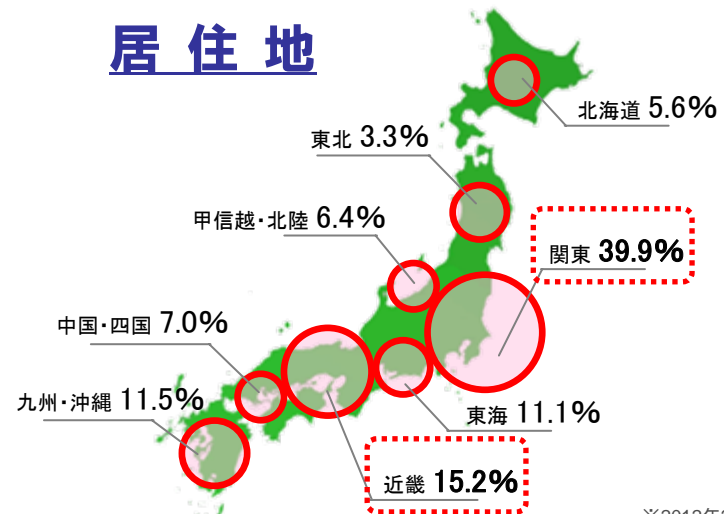 居住地
北海道 5.6%
東北 3.3%
甲信越・北陸 6.4%
関東 39.9%
中国・四国 7.0%
九州・沖縄 11.5%
東海 11.1%
近畿 15.2%